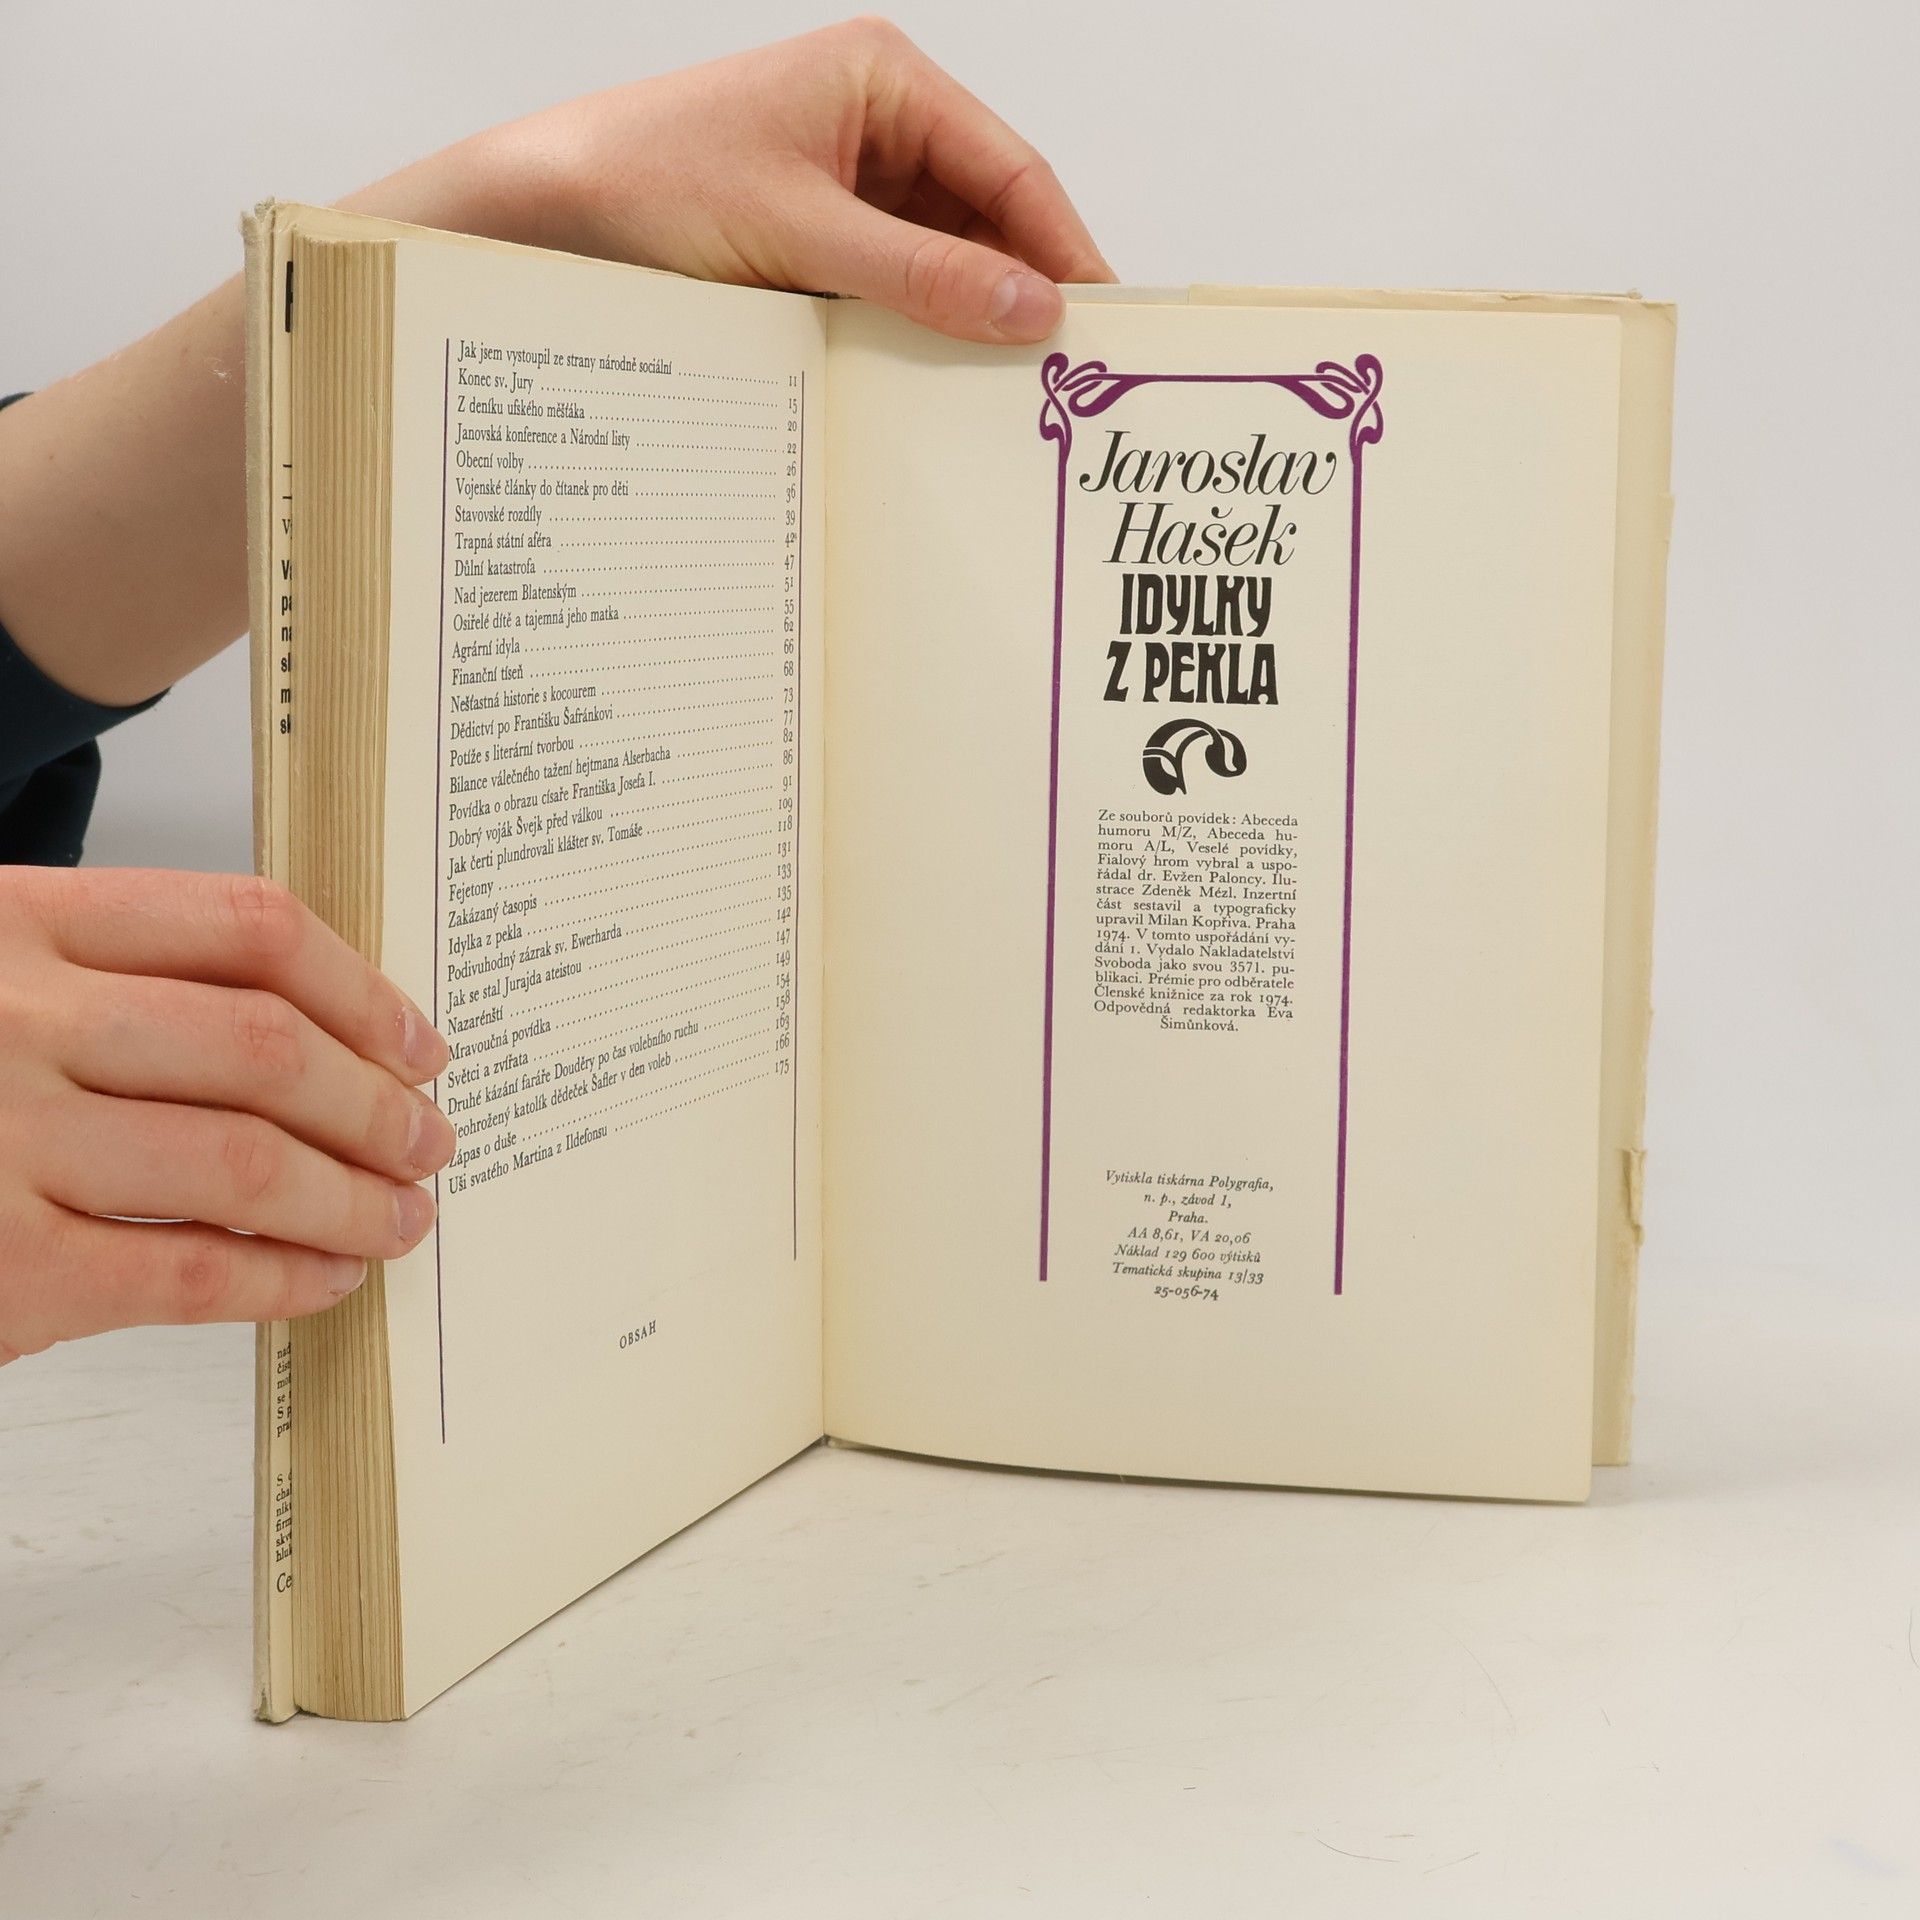 Jak jsem vystoupil ze strany národně sociální 11
Konec sv. Jury 15
Z deníku ufského měšťáka 20
Janovská konference a Národní listy 22
Obecní volby 26
Vojenské články do čítanek pro děti 36
Stavovské rozdíly 39
Trapná státní aféra 42
Důlní katastrofa 47
Nad jezerem Blatenským 51
Osiřelé dítě a tajemná jeho matka 55
Agrární idyla 62
Finanční tíseň 66
Nešťastná historie s kocourem 68
Dědictví po Františku Šafránkovi 73
Potíže s literární tvorbou 77
Bilance válečného tažení hejtmana Alserbacha 82
Povídka o obrazu císaře Františka Josefa I. 86
Dobrý voják Švejk před válkou 91
Jak čerti plundrovali klášter sv. Tomáše 109
Fejetony 118
Zakázaný časopis 131
Idylka z pekla 133
Podivuhodný zázrak sv. Ewerharda 135
Jak se stal Jurajda ateistou 142
Nazarénští 147
Mravoučná povídka 149
Světci a zvířata 154
Druhé kázání faráře Douděry po čas volebního ruchu 158
Neohrožený katolík dědeček Šafler v den voleb 163
Zápas o duše 166
Uši svatého Martina z Ildefonsu 175
OBSAH
Jaroslav
Hašek
IDYLKY
Z PEKLA
Ze souborů povídek: Abeceda
humoru M/Z, Abeceda hu-
moru A/L, Veselé povídky,
Fialový hrom vybral a uspo-
řádal dr. Evžen Paloncy. Ilu-
strace Zdeněk Mézl. Inzertní
část sestavil a typograficky
upravil Milan Kopřiva. Praha
1974. V tomto uspořádání vy-
dání 1. Vydalo Nakladatelství
Svoboda jako svou 3571. pu-
blikaci. Prémie pro odběratele
Členské knižnice za rok 1974.
Odpovědná redaktorka Eva
Šimůnková.
Vytiskla tiskárna Polygrafia,
n. p., závod 1,
Praha.
AA 8,61, VA 20,06
Náklad 129 600 výtisků
Tematická skupina 13/33
25-056-74